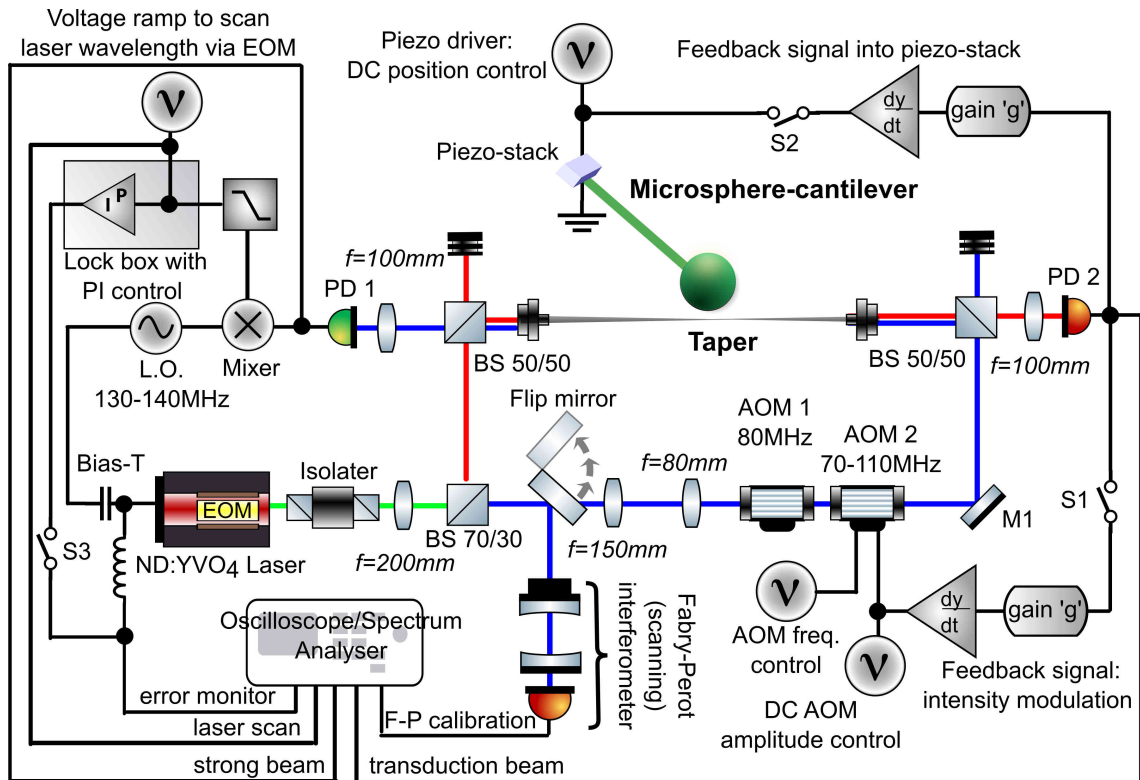 Voltage ramp to scan
laser wavelength via EOM
ν
Piezo driver:
DC position control
ν
Feedback signal into piezo-stack
dy
dt
gain 'g'
S2
Piezo-stack
Microsphere-cantilever
I P
Lock box with
PI control
f=100mm
PD 1
PD 2
L.O.
130-140MHz
Mixer
BS 50/50
Taper
BS 50/50
f=100mm
Flip mirror
AOM 1
80MHz
AOM 2
70-110MHz
Bias-T
Isolater
f=80mm
S1
EOM
S3
ND:YVO4 Laser
f=200mm
BS 70/30
f=150mm
M1
Oscilloscope/Spectrum
Analyser
Fabry-Perot
(scanning)
interferometer
ν
AOM freq.
control
ν
DC AOM
amplitude control
dy
dt
gain 'g'
Feedback signal:
intensity modulation
error monitor
laser scan
strong beam
F-P calibration
transduction beam